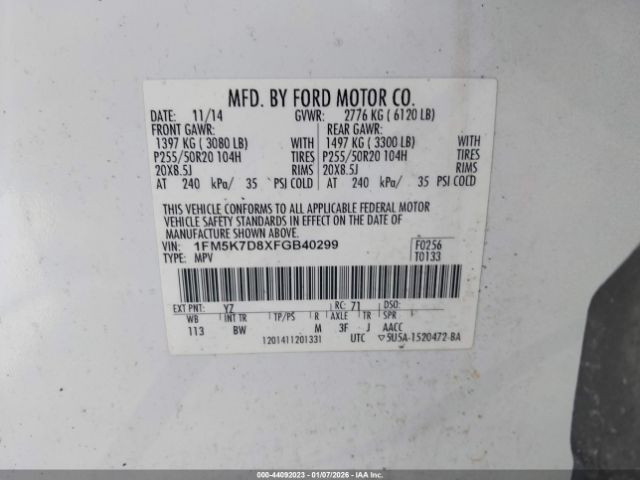 MFD. BY FORD MOTOR CO.
DATE: 11/14 GVWR: 2776 KG ( 6120 LB)
FRONT GAWR: REAR GAWR:
1397 KG ( 3080 LB) WITH 1497 KG ( 3300 LB) WITH
P255/50R20 104H TIRES P255/50R20 104H TIRES
20X8.5J RIMS 20X8.5J RIMS
AT 240 kPa/ 35 PSI COLD AT 240 kPa/ 35 PSI COLD
THIS VEHICLE CONFORMS TO ALL APPLICABLE FEDERAL MOTOR
VEHICLE SAFETY STANDARDS IN EFFECT ON THE DATE OF
MANUFACTURE SHOWN ABOVE.
VIN: 1FM5K7D8XFGB40299 F0256
TYPE: MPV T0133
EXT PNT: YZ RC: 71 DSO:
WB INT TR TP/PS R AXLE TR SPR
113 BW M 3F J AACC
1201411201331 UTC ▽5U5A-1520472-BA
000-44092023 - 01/07/2026 - Copyright IAA, LLC